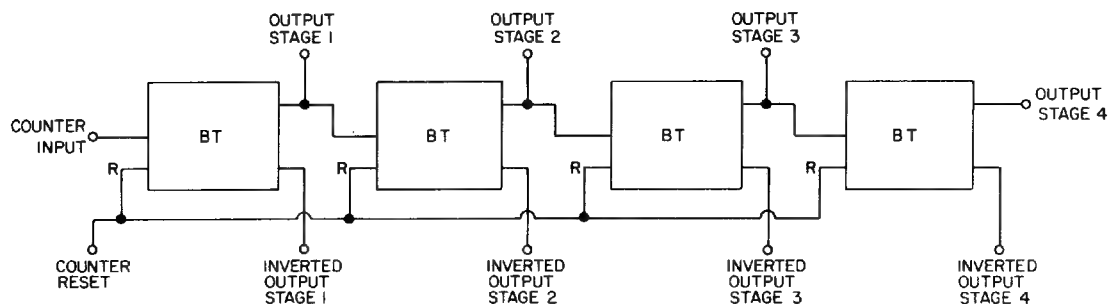 OUTPUT
STAGE 1
OUTPUT
STAGE 2
OUTPUT
STAGE 3
COUNTER
INPUT
BT
BT
BT
BT
OUTPUT
STAGE 4
R
R
R
R
COUNTER
RESET
INVERTED
OUTPUT
STAGE 1
INVERTED
OUTPUT
STAGE 2
INVERTED
OUTPUT
STAGE 3
INVERTED
OUTPUT
STAGE 4